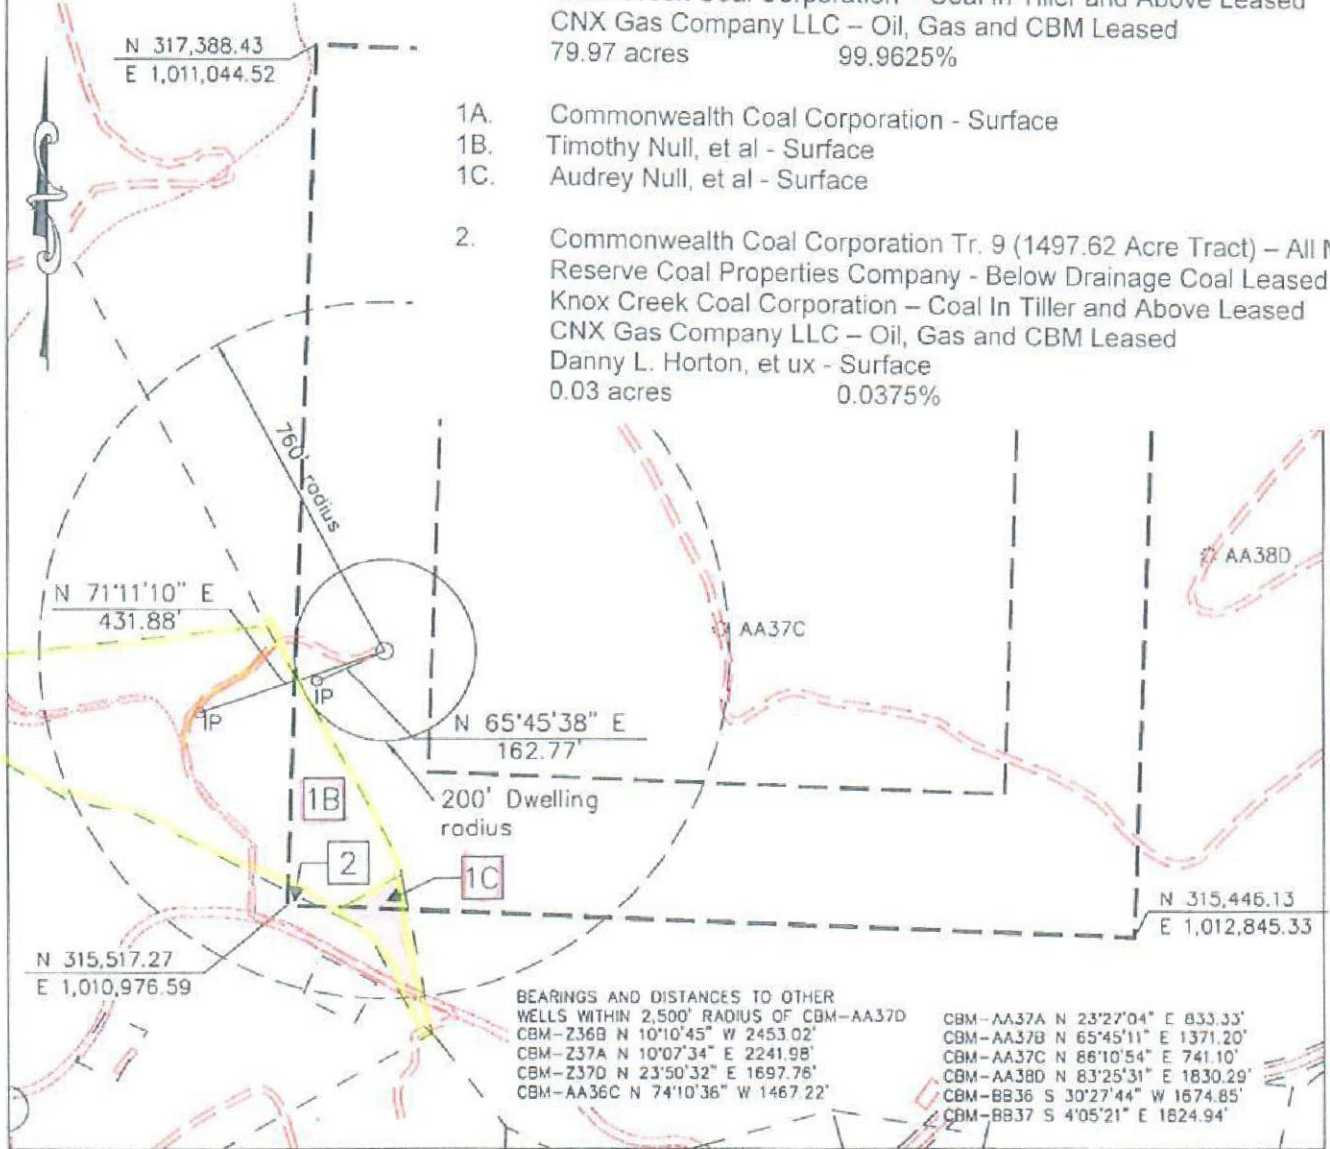 Creek Coal Corporation – Coal In Tiller and Above Leased
CNX Gas Company LLC – Oil, Gas and CBM Leased
79.97 acres 99.9625%
N 317,388.43
E 1,011,044.52
1A. Commonwealth Coal Corporation - Surface
1B. Timothy Null, et al - Surface
1C. Audrey Null, et al - Surface
2. Commonwealth Coal Corporation Tr. 9 (1497.62 Acre Tract) – All
Reserve Coal Properties Company - Below Drainage Coal Leased
Knox Creek Coal Corporation – Coal In Tiller and Above Leased
CNX Gas Company LLC – Oil, Gas and CBM Leased
Danny L. Horton, et ux - Surface
0.03 acres 0.0375%
760' radius
AA38D
N 71°11'10" E
431.88'
AA37C
IP
IP
N 65°45'38" E
162.77'
200' Dwelling
radius
1B
2
1C
N 315,446.13
E 1,012,845.33
N 315,517.27
E 1,010,976.59
BEARINGS AND DISTANCES TO OTHER
WELLS WITHIN 2,500' RADIUS OF CBM-AA37D
CBM-Z36B N 10°10'45" W 2453.02'
CBM-Z37A N 10°07'34" E 2241.98'
CBM-Z37D N 23°50'32" E 1697.76'
CBM-AA36C N 74°10'36" W 1467.22'
CBM-AA37A N 23°27'04" E 833.33'
CBM-AA37B N 65°45'11" E 1371.20'
CBM-AA37C N 86°10'54" E 741.10'
CBM-AA38D N 83°25'31" E 1830.29'
CBM-BB36 S 30°27'44" W 1674.85'
CBM-BB37 S 4°05'21" E 1824.94'